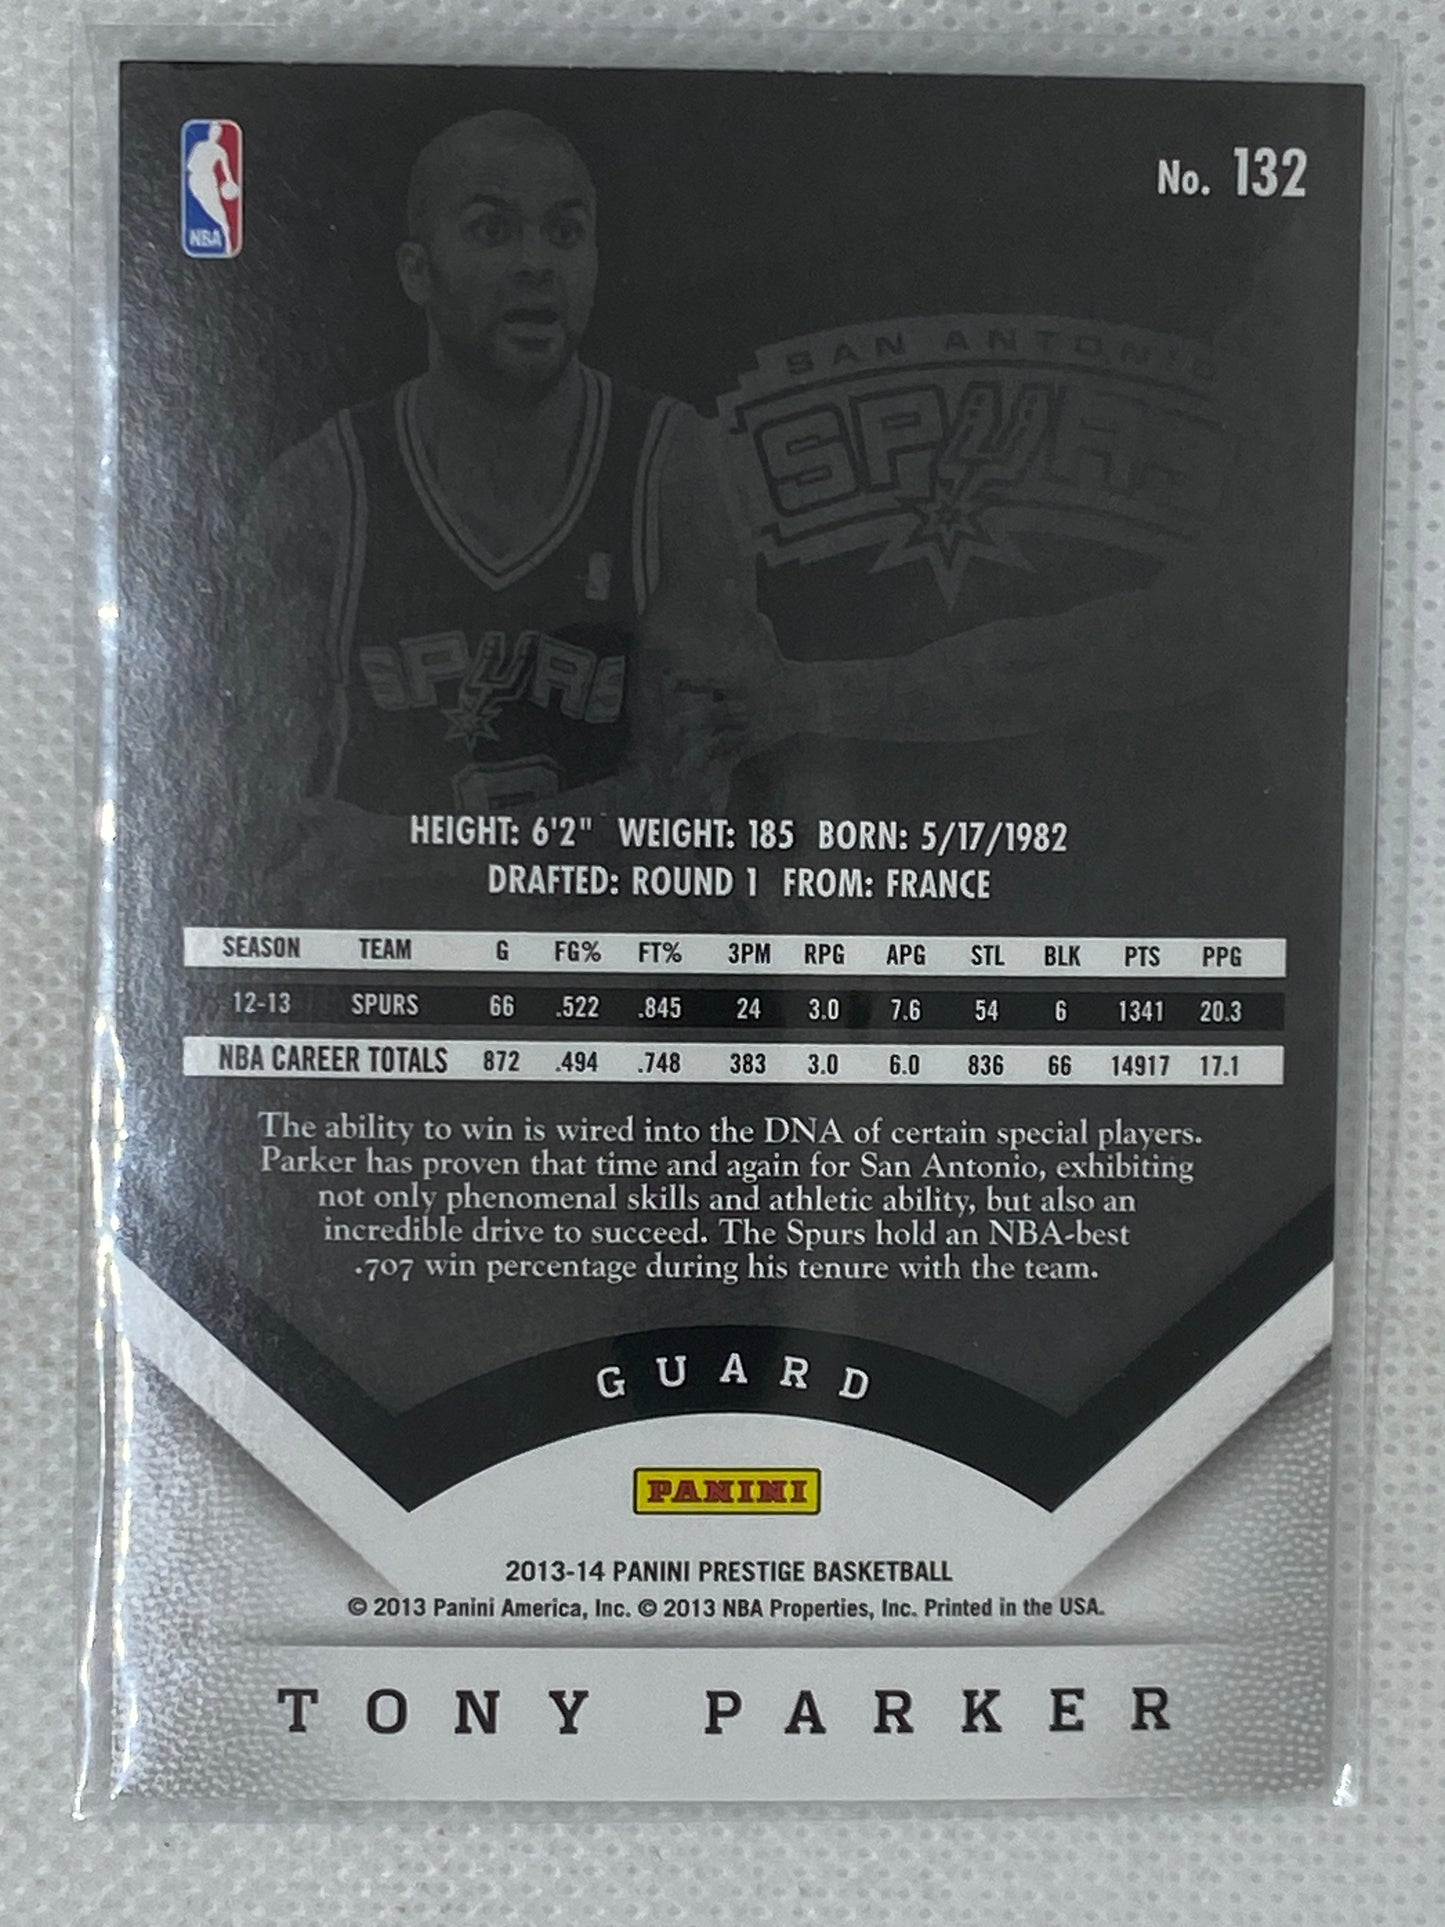 NBA
No. 132
SAN ANTONIO
SPURS
SPURS
HEIGHT: 6'2" WEIGHT: 185 BORN: 5/17/1982
DRAFTED: ROUND 1 FROM: FRANCE
SEASON TEAM G FG% FT% 3PM RPG APG STL BLK PTS PPG
12-13 SPURS 66 .522 .845 24 3.0 7.6 54 6 1341 20.3
NBA CAREER TOTALS 872 .494 .748 383 3.0 6.0 836 66 14917 17.1
The ability to win is wired into the DNA of certain special players.
Parker has proven that time and again for San Antonio, exhibiting
not only phenomenal skills and athletic ability, but also an
incredible drive to succeed. The Spurs hold an NBA-best
.707 win percentage during his tenure with the team.
GUARD
PANINI
2013-14 PANINI PRESTIGE BASKETBALL
© 2013 Panini America, Inc. © 2013 NBA Properties, Inc. Printed in the USA.
TONY PARKER